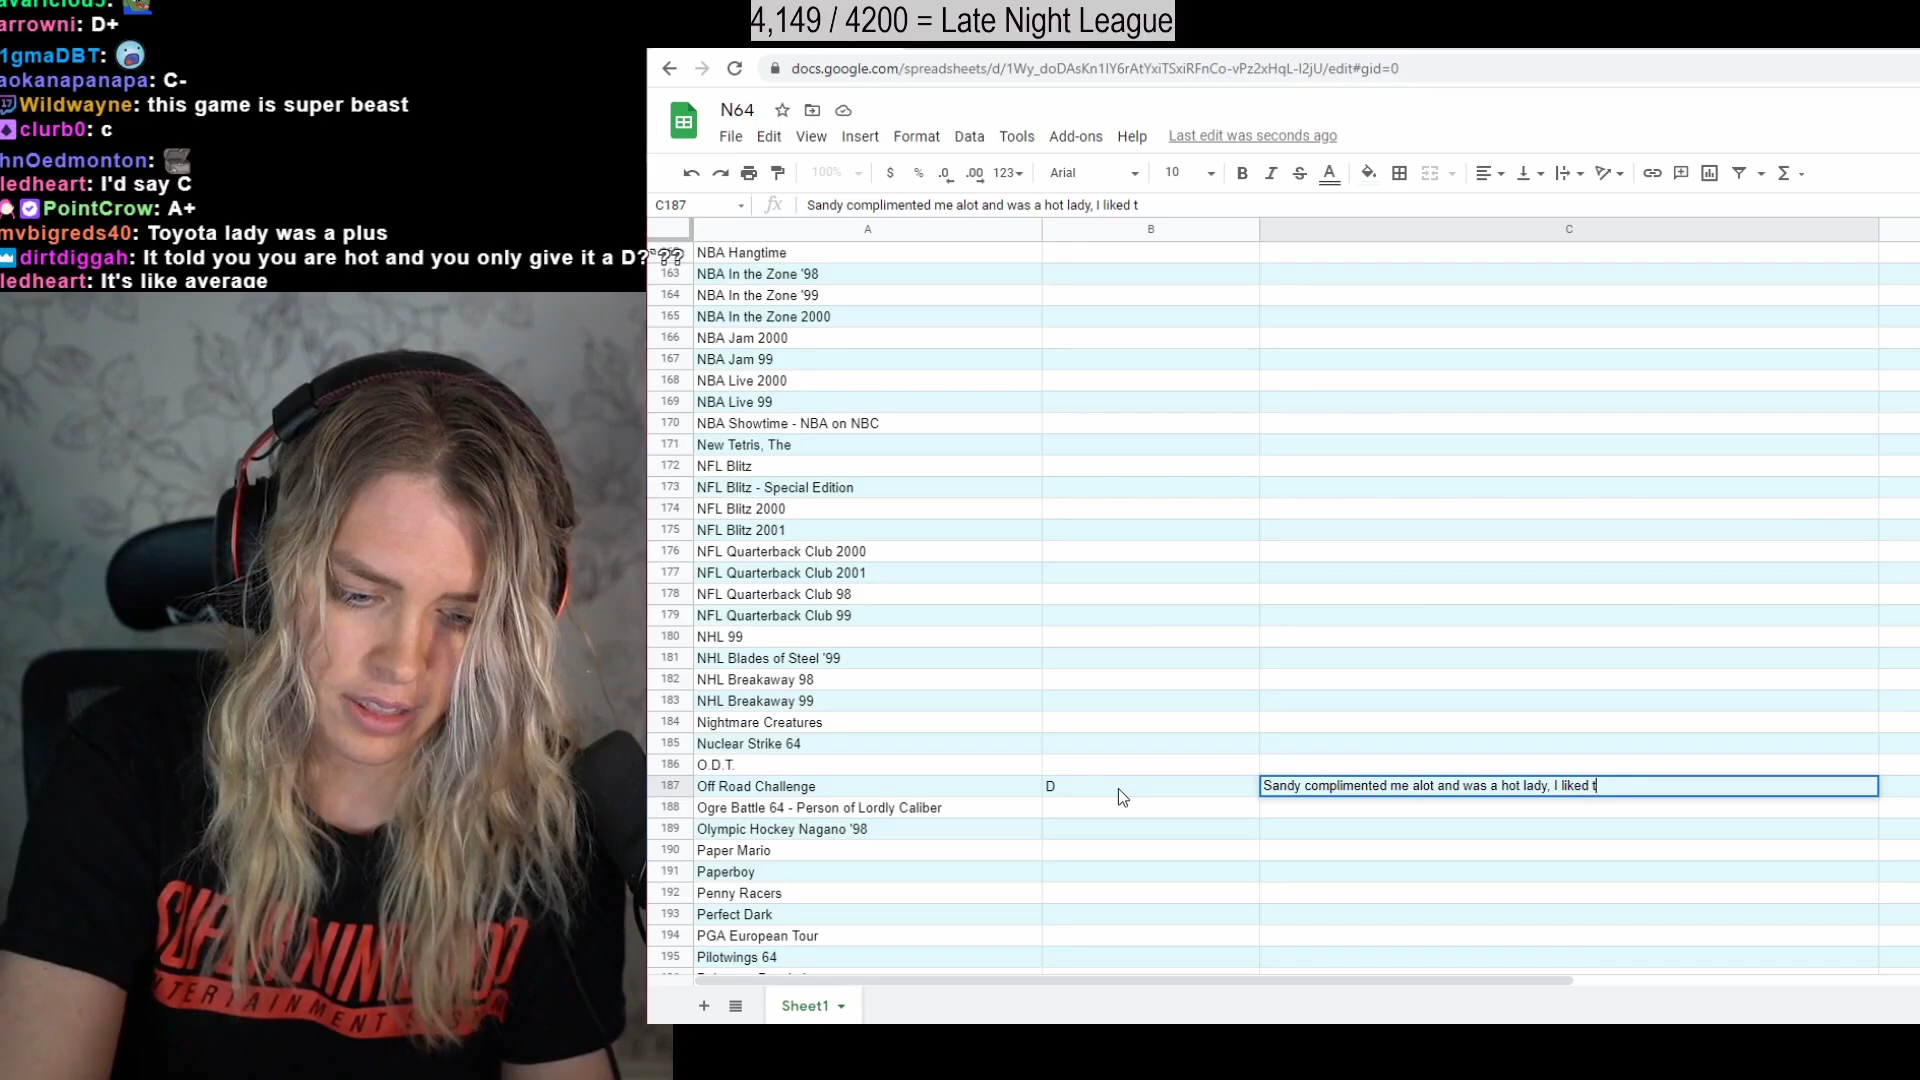 4,149 / 4200 = Late Night League
arrowni: D+
1gmaDBT:
aokanapanapa: C-
Wildwayne: this game is super beast
clurb0: c
hnOedmonton:
ledheart: I'd say C
PointCrow: A+
mvbigreds40: Toyota lady was a plus
dirtdiggah: It told you you are hot and you only give it a D????
ledheart: It's like average
docs.google.com/spreadsheets/d/1Wy_doDAsKn1IY6rAtYxiTSxiRFnCo-vPz2xHqL-I2jU/edit#gid=0
N64
File Edit View Insert Format Data Tools Add-ons Help Last edit was seconds ago
100% $ % .0 .00 123 Arial 10 B I S A
C187 fx Sandy complimented me alot and was a hot lady, I liked t
A B C
NBA Hangtime
163 NBA In the Zone '98
164 NBA In the Zone '99
165 NBA In the Zone 2000
166 NBA Jam 2000
167 NBA Jam 99
168 NBA Live 2000
169 NBA Live 99
170 NBA Showtime - NBA on NBC
171 New Tetris, The
172 NFL Blitz
173 NFL Blitz - Special Edition
174 NFL Blitz 2000
175 NFL Blitz 2001
176 NFL Quarterback Club 2000
177 NFL Quarterback Club 2001
178 NFL Quarterback Club 98
179 NFL Quarterback Club 99
180 NHL 99
181 NHL Blades of Steel '99
182 NHL Breakaway 98
183 NHL Breakaway 99
184 Nightmare Creatures
185 Nuclear Strike 64
186 O.D.T.
187 Off Road Challenge D Sandy complimented me alot and was a hot lady, I liked t
188 Ogre Battle 64 - Person of Lordly Caliber
189 Olympic Hockey Nagano '98
190 Paper Mario
191 Paperboy
192 Penny Racers
193 Perfect Dark
194 PGA European Tour
195 Pilotwings 64
Sheet1
SUPER NINTENDO
ENTERTAINMENT